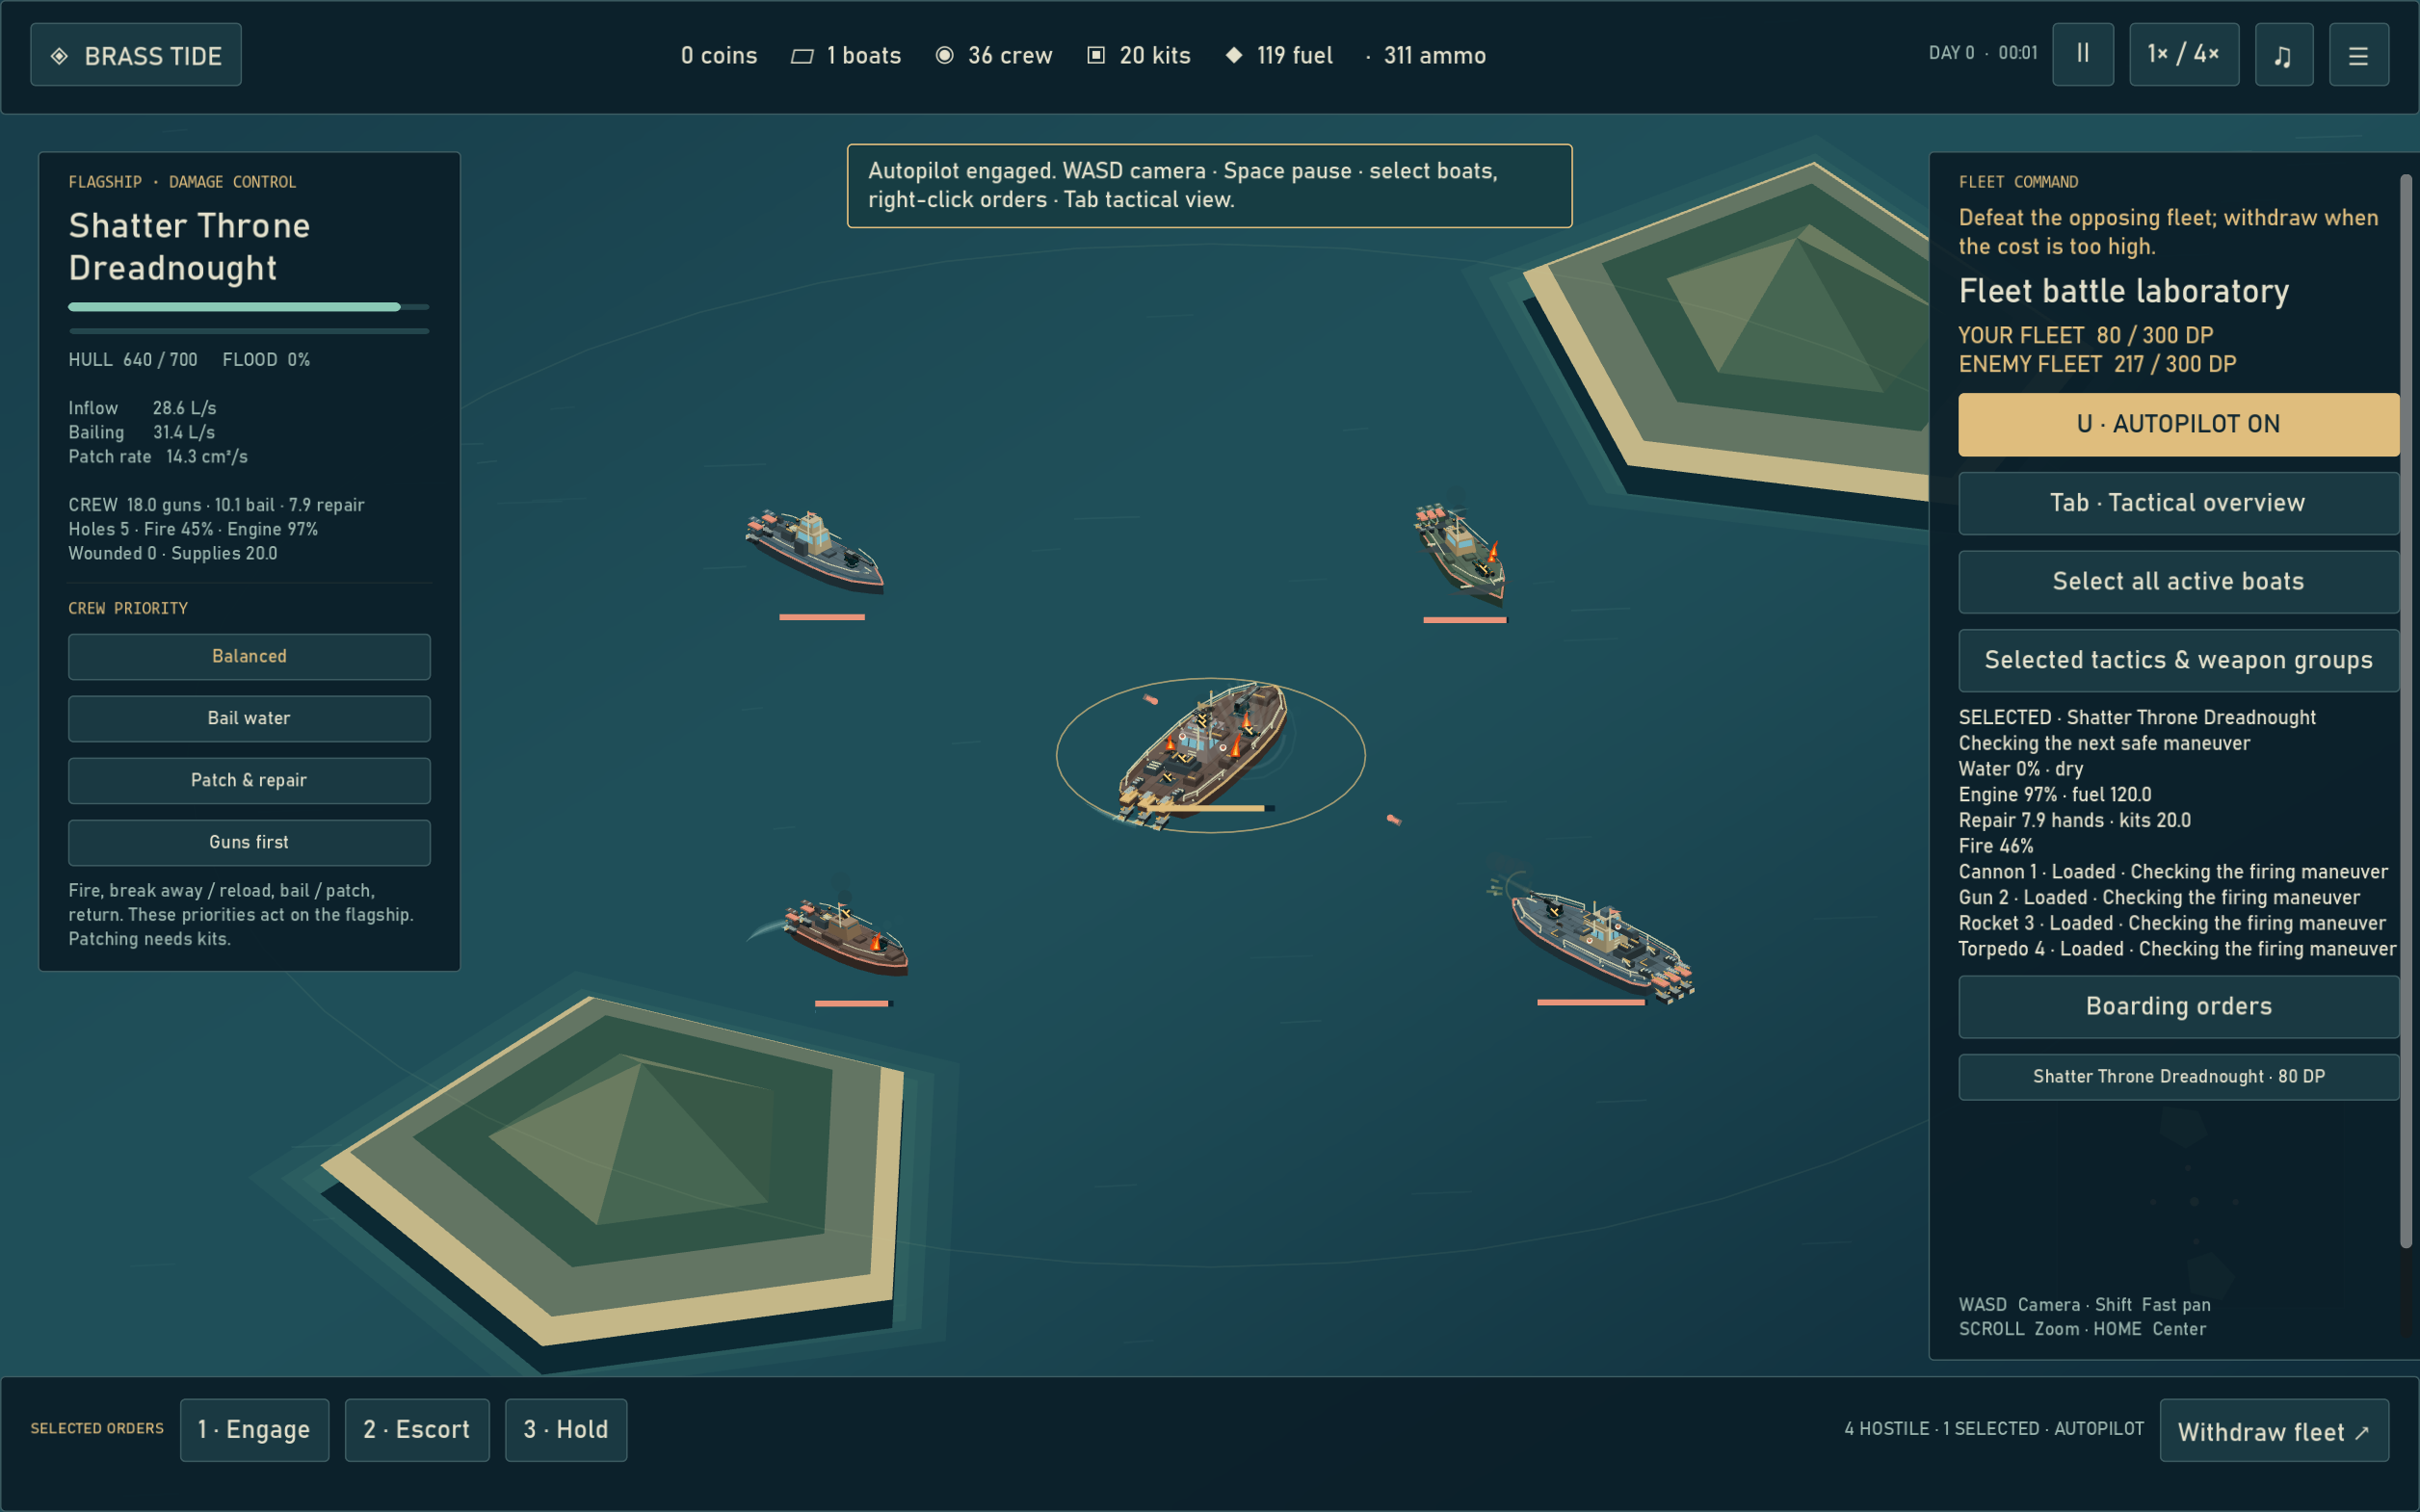 ◈ BRASS TIDE
0 coins
1 boats
36 crew
20 kits
119 fuel
· 311 ammo
DAY 0 · 00:01
1× / 4×
FLAGSHIP · DAMAGE CONTROL
Shatter Throne
Dreadnought
HULL 640 / 700 FLOOD 0%
Inflow 28.6 L/s
Bailing 31.4 L/s
Patch rate 14.3 cm²/s
CREW 18.0 guns · 10.1 bail · 7.9 repair
Holes 5 · Fire 45% · Engine 97%
Wounded 0 · Supplies 20.0
CREW PRIORITY
Balanced
Bail water
Patch & repair
Guns first
Fire, break away / reload, bail / patch,
return. These priorities act on the flagship.
Patching needs kits.
Autopilot engaged. WASD camera · Space pause · select boats,
right-click orders · Tab tactical view.
FLEET COMMAND
Defeat the opposing fleet; withdraw when
the cost is too high.
Fleet battle laboratory
YOUR FLEET 80 / 300 DP
ENEMY FLEET 217 / 300 DP
U · AUTOPILOT ON
Tab · Tactical overview
Select all active boats
Selected tactics & weapon groups
SELECTED · Shatter Throne Dreadnought
Checking the next safe maneuver
Water 0% · dry
Engine 97% · fuel 120.0
Repair 7.9 hands · kits 20.0
Fire 46%
Cannon 1 · Loaded · Checking the firing maneuver
Gun 2 · Loaded · Checking the firing maneuver
Rocket 3 · Loaded · Checking the firing maneuver
Torpedo 4 · Loaded · Checking the firing maneuver
Boarding orders
Shatter Throne Dreadnought · 80 DP
WASD Camera · Shift Fast pan
SCROLL Zoom · HOME Center
SELECTED ORDERS
1 · Engage
2 · Escort
3 · Hold
4 HOSTILE · 1 SELECTED · AUTOPILOT
Withdraw fleet ↗